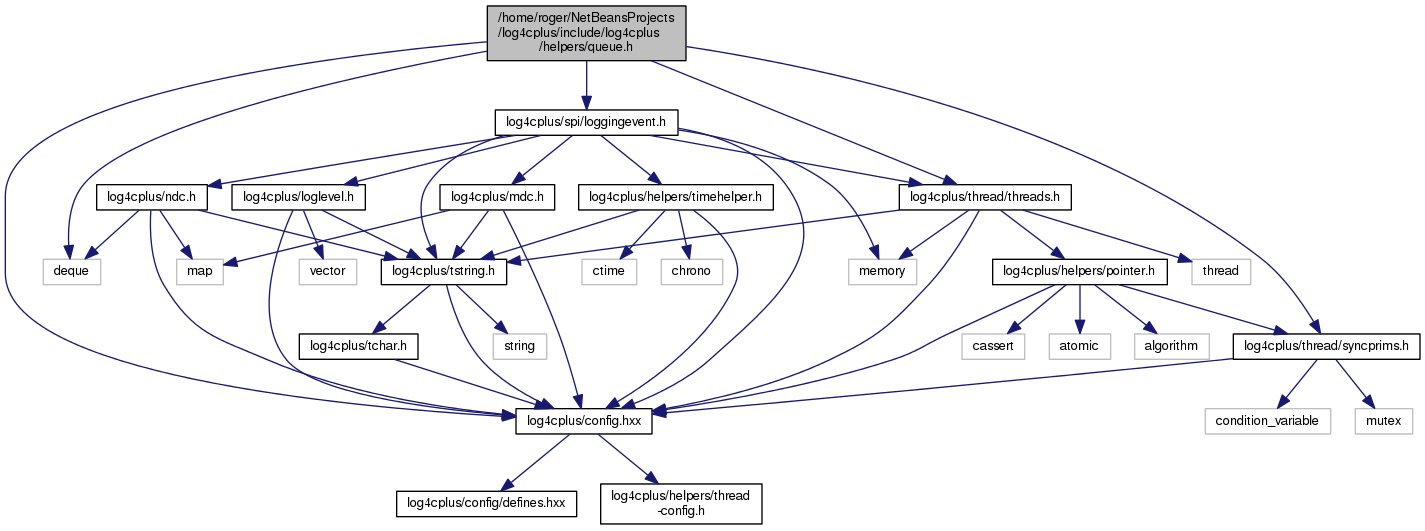 /home/roger/NetBeansProjects
/log4cplus/include/log4cplus
/helpers/queue.h
log4cplus/spi/loggingevent.h
log4cplus/ndc.h
log4cplus/loglevel.h
log4cplus/mdc.h
log4cplus/helpers/timehelper.h
log4cplus/thread/threads.h
deque
map
vector
log4cplus/tstring.h
ctime
chrono
memory
log4cplus/helpers/pointer.h
thread
log4cplus/tchar.h
string
cassert
atomic
algorithm
log4cplus/thread/syncprims.h
log4cplus/config.hxx
condition_variable
mutex
log4cplus/config/defines.hxx
log4cplus/helpers/thread
-config.h